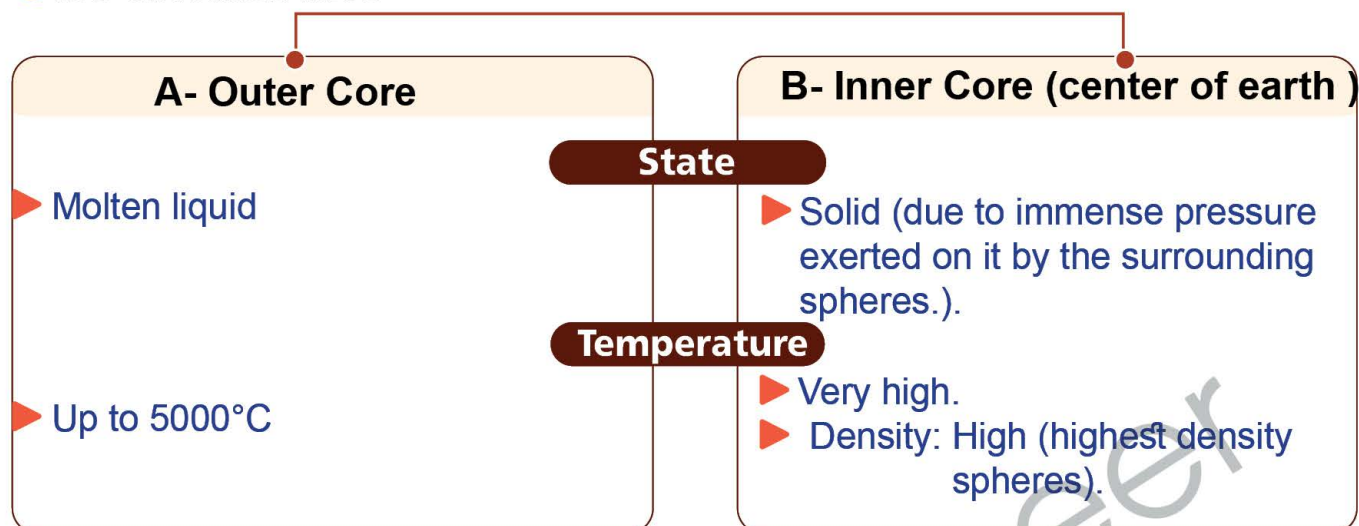 A- Outer Core
B- Inner Core (center of earth )
State
Molten liquid
Solid (due to immense pressure
exerted on it by the surrounding
spheres.).
Temperature
Up to 5000°C
Very high.
Density: High (highest density
spheres).